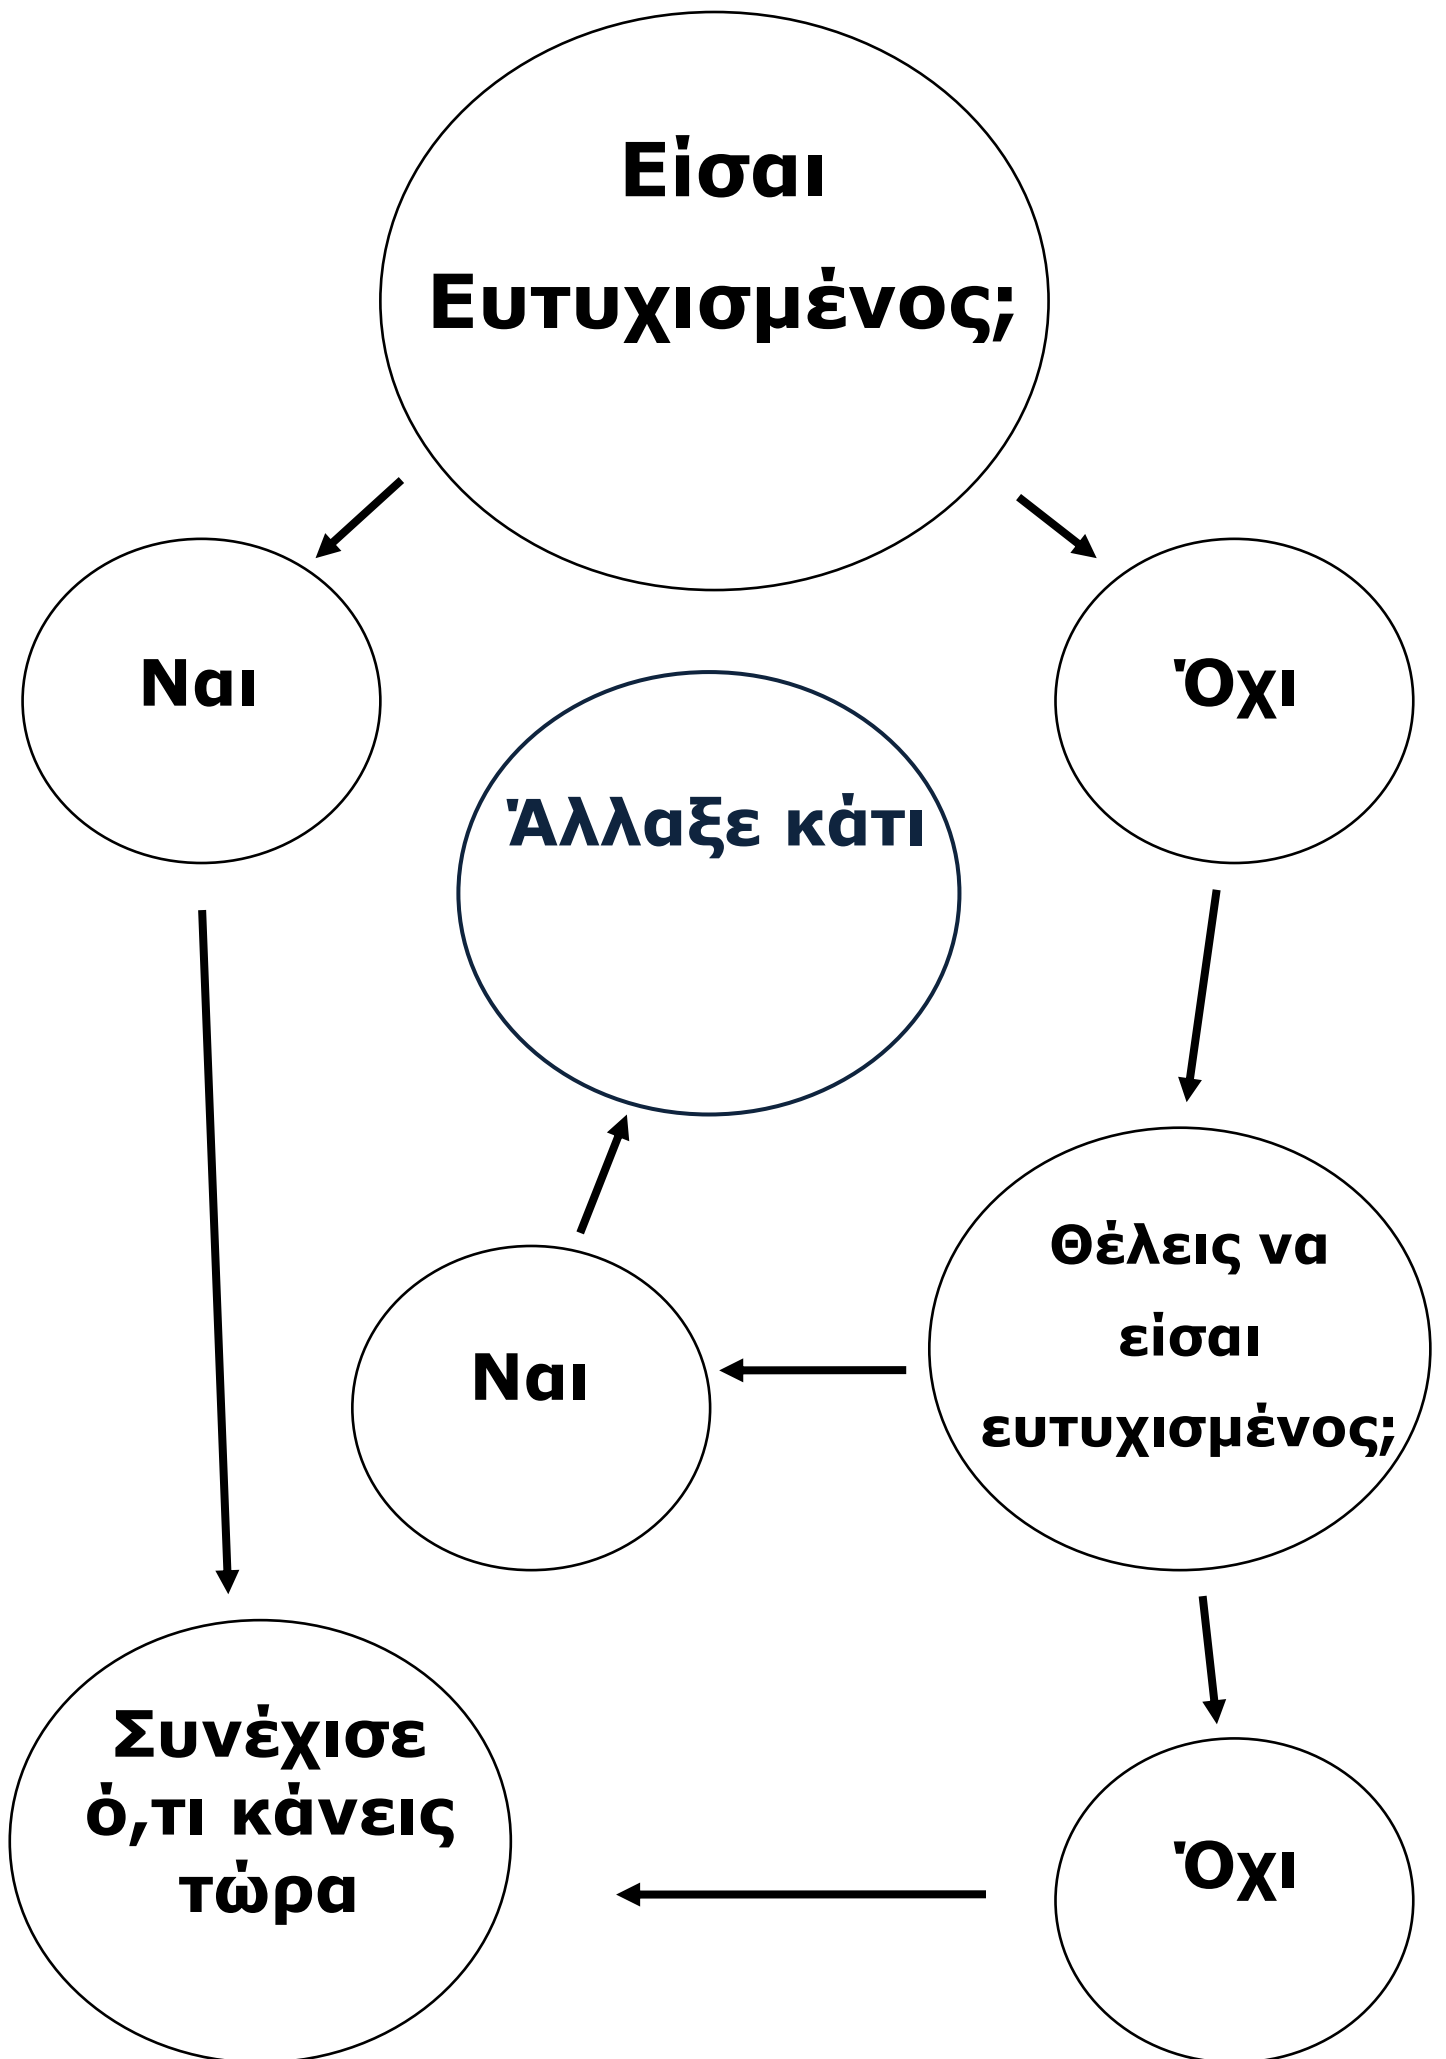 Είσαι
Ευτυχισμένος;
Ναι
Όχι
Άλλαξε κάτι
Θέλεις να
είσαι
ευτυχισμένος;
Ναι
Συνέχισε
ό,τι κάνεις
τώρα
Όχι